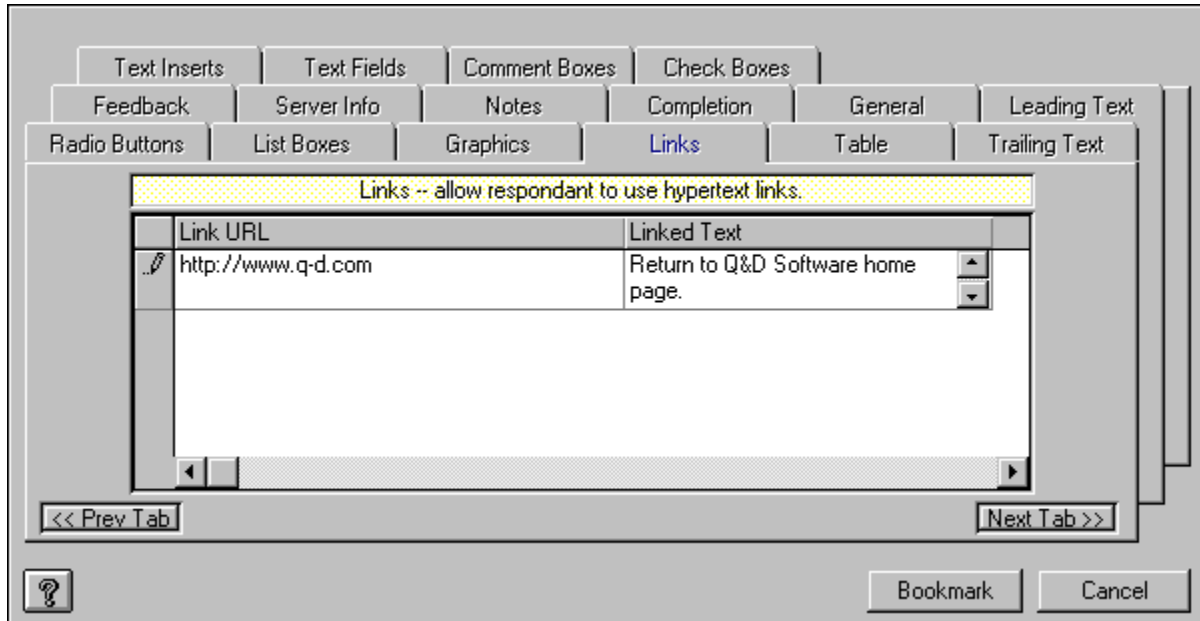 Text Inserts Text Fields Comment Boxes Check Boxes
Feedback Server Info Notes Completion General Leading Text
Radio Buttons List Boxes Graphics Links Table Trailing Text
Links -- allow respondant to use hypertext links.
Link URL Linked Text
http://www.q-d.com Return to Q&D Software home
page.
<< Prev Tab Next Tab >>
? Bookmark Cancel